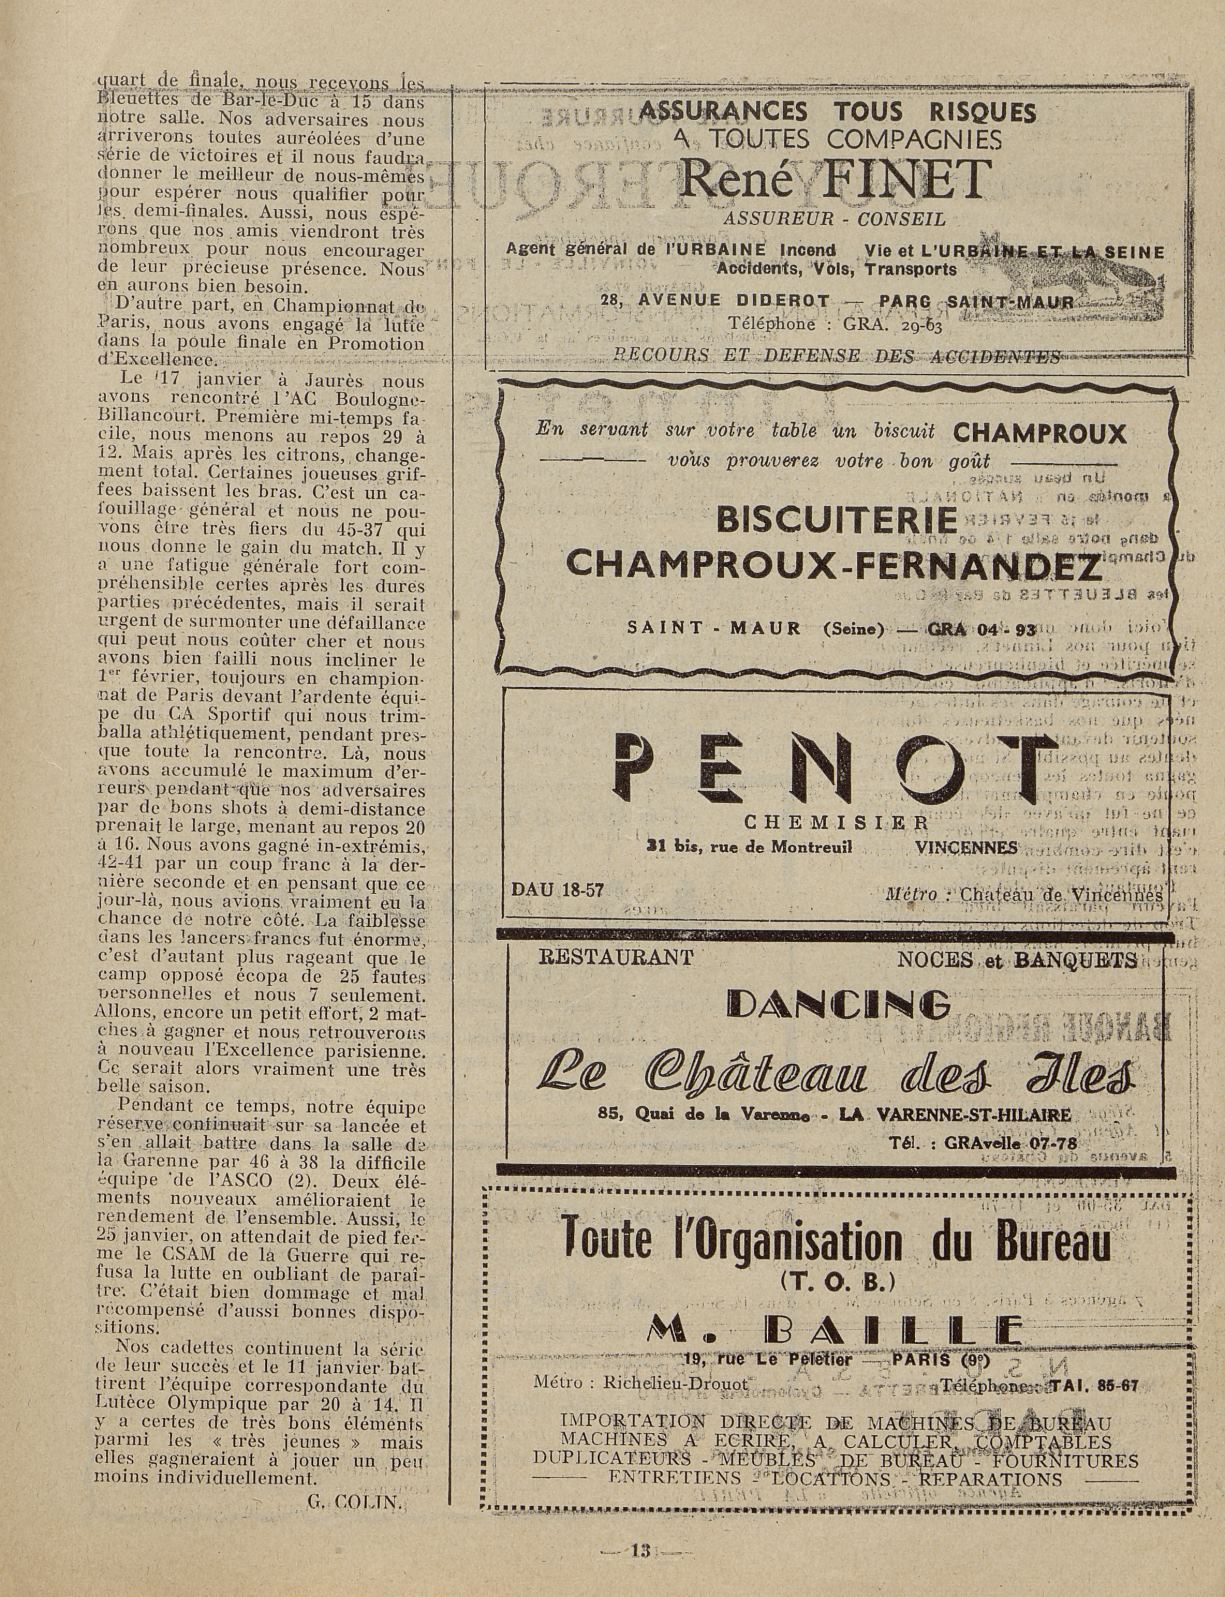 quart de finale, nous recevons les
Bleuettes de Bar-le-Duc à 15 dans
notre salle. Nos adversaires nous
arriverons toutes auréolées d'une
série de victoires et il nous faudra
donner le meilleur de nous-mêmes
pour espérer nous qualifier pour
les demi-finales. Aussi, nous espé-
rons que nos amis viendront très
nombreux pour nous encourager
de leur précieuse présence. Nous
en aurons bien besoin.
D'autre part, en Championnat de
Paris, nous avons engagé la lutte
dans la poule finale en Promotion
d'Excellence.
Le 17 janvier à Jaurès nous
avons rencontré l'AC Boulogne-
Billancourt. Première mi-temps fa-
cile, nous menons au repos 29 à
12. Mais après les citrons, change-
ment total. Certaines joueuses grif-
fees baissent les bras. C'est un ca-
fouillage général et nous ne pou-
vons être très fiers du 45-37 qui
nous donne le gain du match. Il y
a une fatigue générale fort com-
préhensible certes après les dures
parties précédentes, mais il serait
urgent de surmonter une défaillance
qui peut nous coûter cher et nous
avons bien failli nous incliner le
1er février, toujours en champion-
nat de Paris devant l'ardente équi-
pe du CA Sportif qui nous trim-
balla athlétiquement, pendant pres-
que toute la rencontre. Là, nous
avons accumulé le maximum d'er-
reurs pendant que nos adversaires
par de bons shots à demi-distance
prenait le large, menant au repos 20
à 16. Nous avons gagné in-extrémis,
42-41 par un coup franc à la der-
nière seconde et en pensant que ce
jour-là, nous avions vraiment eu la
chance de notre côté. La faiblesse
dans les lancers francs fut énorme,
c'est d'autant plus rageant que le
camp opposé écopa de 25 fautes
personnelles et nous 7 seulement.
Allons, encore un petit effort, 2 mat-
ches à gagner et nous retrouverons
à nouveau l'Excellence parisienne.
Ce serait alors vraiment une très
belle saison.
Pendant ce temps, notre équipe
réserve continuait sur sa lancée et
s'en allait battre dans la salle de
la Garenne par 46 à 38 la difficile
équipe de l'ASCO (2). Deux élé-
ments nouveaux amélioraient le
rendement de l'ensemble. Aussi, le
25 janvier, on attendait de pied fer-
me le CSAM de la Guerre qui re-
fusa la lutte en oubliant de paraî-
tre. C'était bien dommage et mal
récompensé d'aussi bonnes dispo-
sitions.
Nos cadettes continuent la série
de leur succès et le 11 janvier bat-
tirent l'équipe correspondante du
Lutèce Olympique par 20 à 14. Il
y a certes de très bons éléments
parmi les « très jeunes » mais
elles gagneraient à jouer un peu
moins individuellement.
G. COLIN.
ASSURANCES TOUS RISQUES
A TOUTES COMPAGNIES
René FINET
ASSUREUR - CONSEIL
Agent général de l'URBAINE Incend Vie et L'URBAINE ET LA SEINE
Accidents, Vols, Transports
28, AVENUE DIDEROT — PARC SAINT-MAUR
Téléphone : GRA. 29-63
RECOURS ET DEFENSE DES ACCIDENTES
En servant sur votre table un biscuit CHAMPROUX
vous prouverez votre bon goût
BISCUITERIE
CHAMPROUX-FERNANDEZ
SAINT - MAUR (Seine) — GRA 04 - 93
PENOT
CHEMISIER
31 bis, rue de Montreuil VINCENNES
DAU 18-57 Métro : Chateau de Vincennes
RESTAURANT NOCES et BANQUETS
DANCING
Le Château des Iles
85, Quai de la Varenne - LA VARENNE-ST-HILAIRE
Tél. : GRAvelle 07-78
Toute l'Organisation du Bureau
(T. O. B.)
M. BAILLE
19, rue Le Peletier — PARIS (9e)
Métro : Richelieu-Drouot Téléphone : TAI. 85-67
IMPORTATION DIRECTE DE MACHINES DE BUREAU
MACHINES A ECRIRE, A CALCULER, COMPTABLES
DUPLICATEURS - MEUBLES DE BUREAU - FOURNITURES
ENTRETIENS - LOCATIONS - REPARATIONS
— 13 —